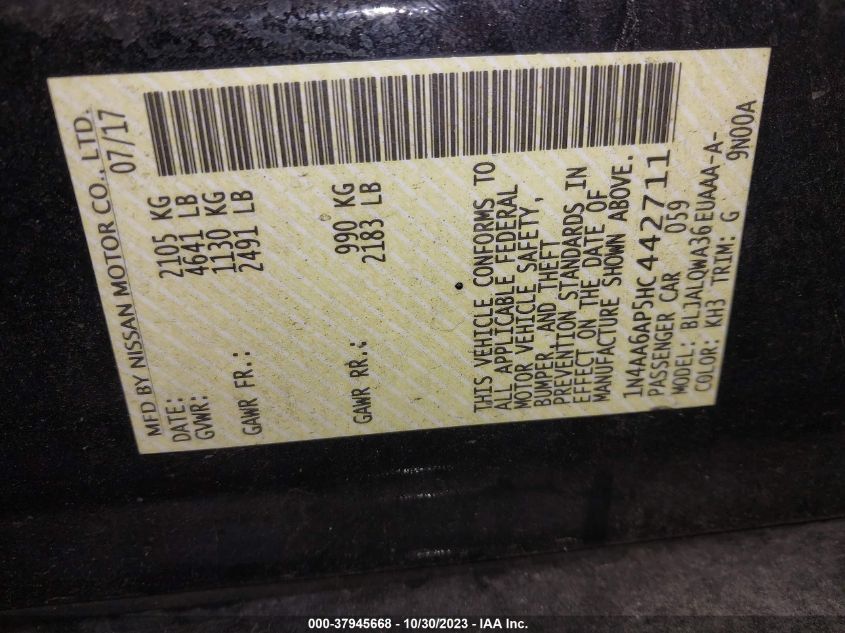 MFD BY NISSAN MOTOR CO., LTD.
DATE: 07/17
GVWR: 2105 KG
4641 LB
GAWR FR.: 1130 KG
2491 LB
GAWR RR.: 990 KG
2183 LB
THIS VEHICLE CONFORMS TO
ALL APPLICABLE FEDERAL
MOTOR VEHICLE SAFETY,
BUMPER, AND THEFT
PREVENTION STANDARDS IN
EFFECT ON THE DATE OF
MANUFACTURE SHOWN ABOVE.
1N4AA6AP5HC442711
PASSENGER CAR 059
MODEL: BLJALQWA36EUAAA-A-
COLOR: KH3 TRIM: G 9N00A
000-37945668 - 10/30/2023 - IAA Inc.